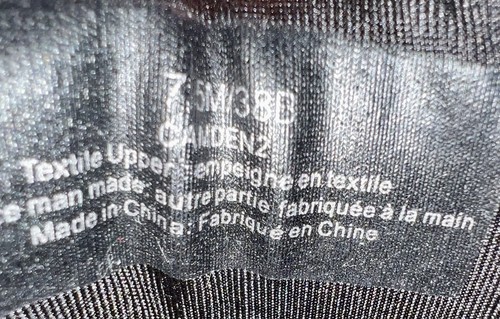 7.5M/38B
CAMDEN2
Textile Upper: empeigne en textile
man made: autre partie fabriquée à la main
Made in China: Fabriqué en Chine